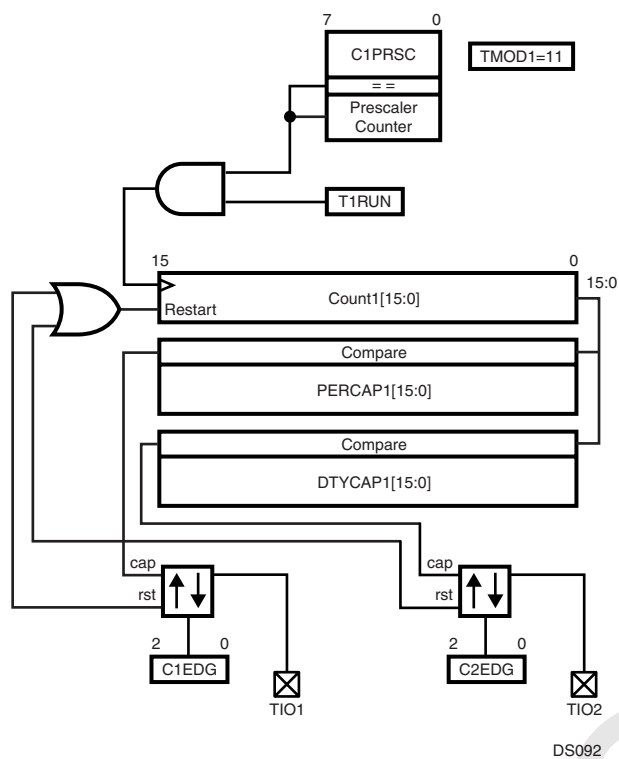 7 0
C1PRSC
TMOD1=11
= =
Prescaler
Counter
T1RUN
15 0
15:0
Count1[15:0]
Restart
Compare
PERCAP1[15:0]
Compare
DTYCAP1[15:0]
cap cap
rst rst
2 0 2 0
C1EDG C2EDG
TIO1 TIO2
DS092